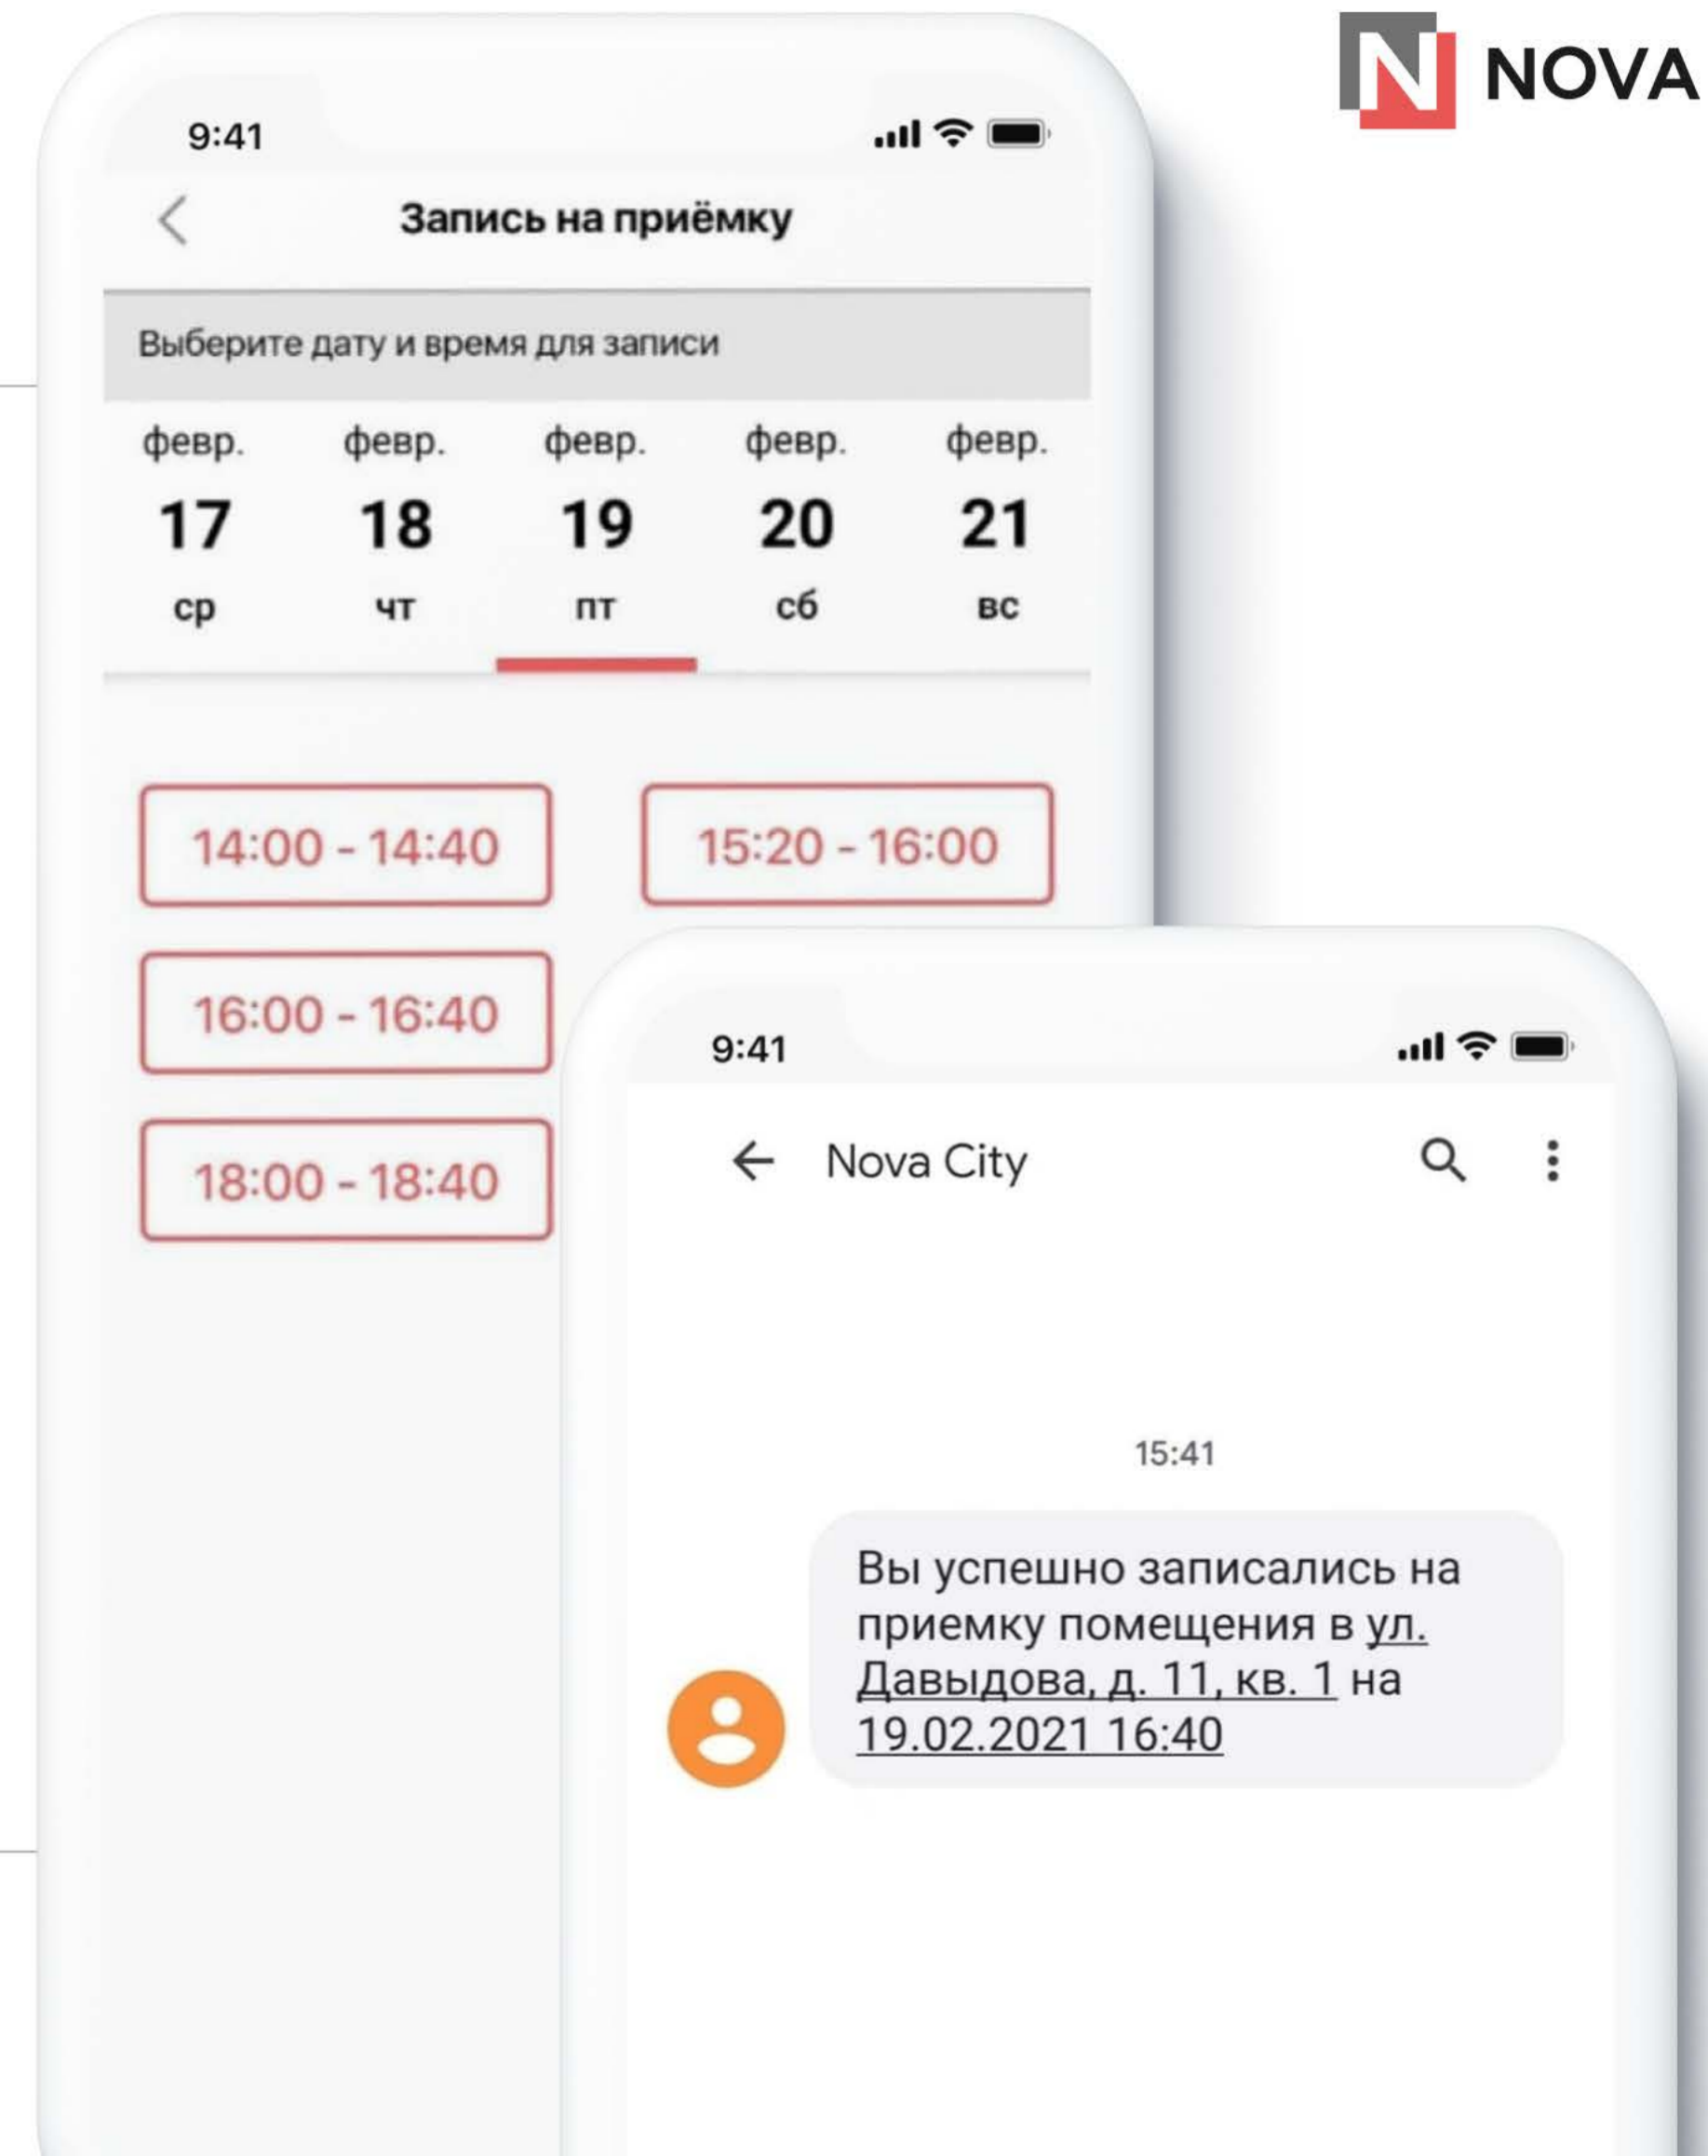 NOVA
9:41
Запись на приёмку
Выберите дату и время для записи
февр. февр. февр. февр. февр.
17 18 19 20 21
ср чт пт сб вс
14:00 - 14:40 15:20 - 16:00
16:00 - 16:40
18:00 - 18:40
9:41
Nova City
15:41
Вы успешно записались на
приемку помещения в ул.
Давыдова, д. 11, кв. 1 на
19.02.2021 16:40